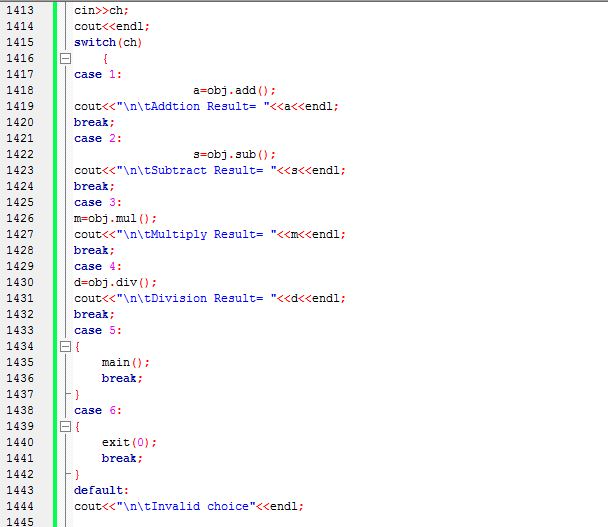 1413 cin>>ch;
1414 cout<<endl;
1415 switch(ch)
1416 {
1417 case 1:
1418 a=obj.add();
1419 cout<<"\n\tAddtion Result= "<<a<<endl;
1420 break;
1421 case 2:
1422 s=obj.sub();
1423 cout<<"\n\tSubtract Result= "<<s<<endl;
1424 break;
1425 case 3:
1426 m=obj.mul();
1427 cout<<"\n\tMultiply Result= "<<m<<endl;
1428 break;
1429 case 4:
1430 d=obj.div();
1431 cout<<"\n\tDivision Result= "<<d<<endl;
1432 break;
1433 case 5:
1434 {
1435 main();
1436 break;
1437 }
1438 case 6:
1439 {
1440 exit(0);
1441 break;
1442 }
1443 default:
1444 cout<<"\n\tInvalid choice"<<endl;
1445